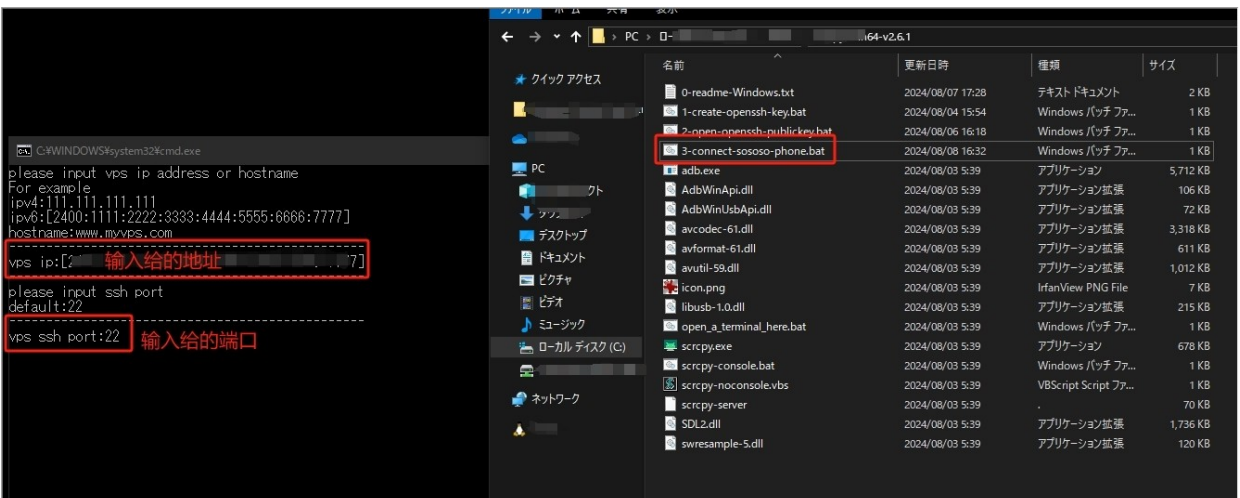 C:¥WINDOWS¥system32¥cmd.exe
please input vps ip address or hostname
For example
ipv4:111.111.111.111
ipv6:[2400:1111:2222:3333:4444:5555:6666:7777]
hostname:www.myvps.com
vps ip:[2 输入给的地址 7]
please input ssh port
default:22
vps ssh port:22 输入给的端口
ファイル ホーム 共有 表示
PC > ロー 64-v2.6.1
クイック アクセス
PC
デスクトップ
ドキュメント
ピクチャ
ビデオ
ミュージック
ローカル ディスク (C:)
ネットワーク
名前 更新日時 種類 サイズ
0-readme-Windows.txt 2024/08/07 17:28 テキスト ドキュメント 2 KB
1-create-openssh-key.bat 2024/08/04 15:54 Windows バッチ ファ... 1 KB
2-open-openssh-publickey.bat 2024/08/06 16:18 Windows バッチ ファ... 1 KB
3-connect-sososo-phone.bat 2024/08/08 16:32 Windows バッチ ファ... 1 KB
adb.exe 2024/08/03 5:39 アプリケーション 5,712 KB
AdbWinApi.dll 2024/08/03 5:39 アプリケーション拡張 106 KB
AdbWinUsbApi.dll 2024/08/03 5:39 アプリケーション拡張 72 KB
avcodec-61.dll 2024/08/03 5:39 アプリケーション拡張 3,318 KB
avformat-61.dll 2024/08/03 5:39 アプリケーション拡張 611 KB
avutil-59.dll 2024/08/03 5:39 アプリケーション拡張 1,012 KB
icon.png 2024/08/03 5:39 IrfanView PNG File 7 KB
libusb-1.0.dll 2024/08/03 5:39 アプリケーション拡張 215 KB
open_a_terminal_here.bat 2024/08/03 5:39 Windows バッチ ファ... 1 KB
scrcpy.exe 2024/08/03 5:39 アプリケーション 678 KB
scrcpy-console.bat 2024/08/03 5:39 Windows バッチ ファ... 1 KB
scrcpy-noconsole.vbs 2024/08/03 5:39 VBScript Script ファ... 1 KB
scrcpy-server 2024/08/03 5:39 . 70 KB
SDL2.dll 2024/08/03 5:39 アプリケーション拡張 1,736 KB
swresample-5.dll 2024/08/03 5:39 アプリケーション拡張 120 KB